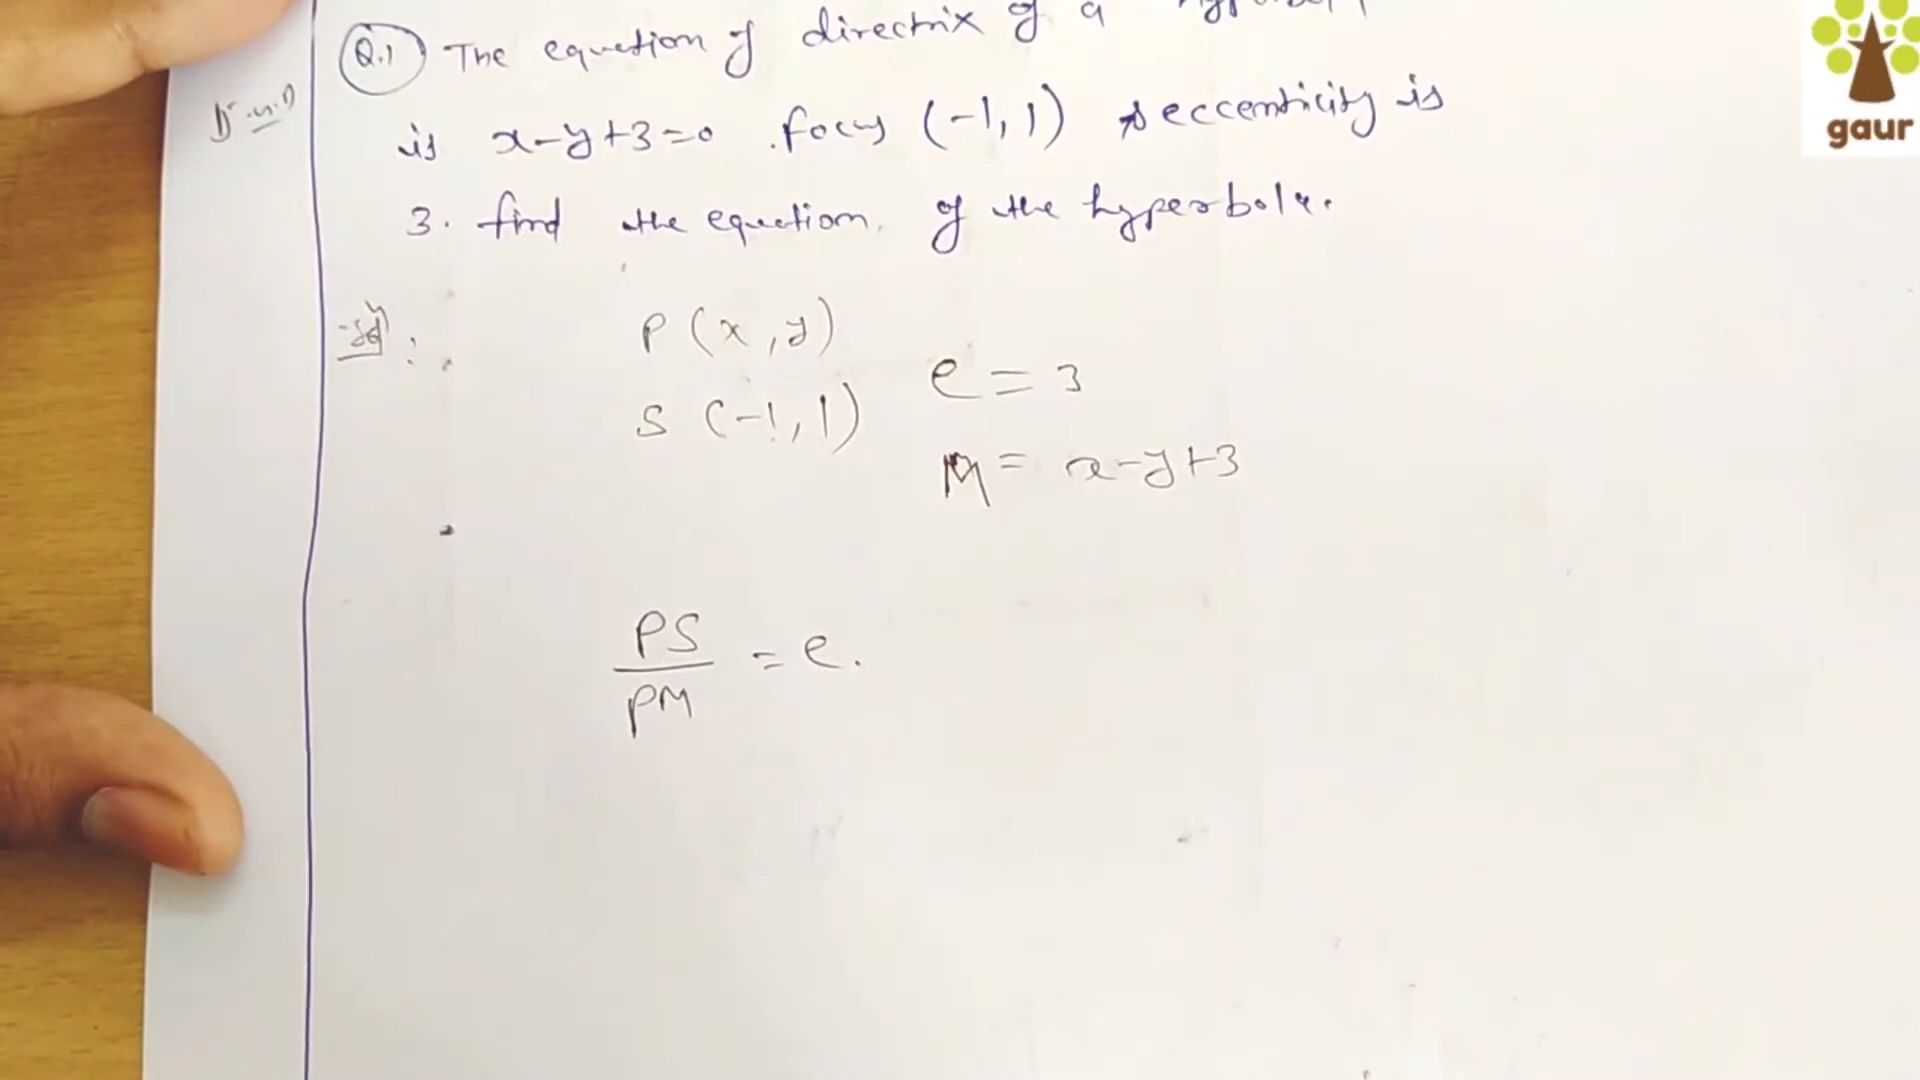 Q.1 The equation of directrix of a
is x-y+3=0 . focus (-1,1) & eccentricity is
3. find the equation of the hyperbola.
Sol :
P (x,y)
S (-1,1)
e = 3
M = x-y+3
PS/PM = e.
gaur